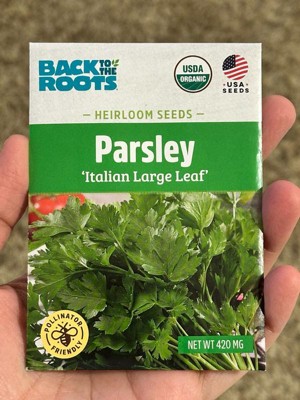 BACK TO THE ROOTS
USDA
ORGANIC
USA
SEEDS
– HEIRLOOM SEEDS –
Parsley
'Italian Large Leaf'
POLLINATOR
FRIENDLY
NET WT 420 MG